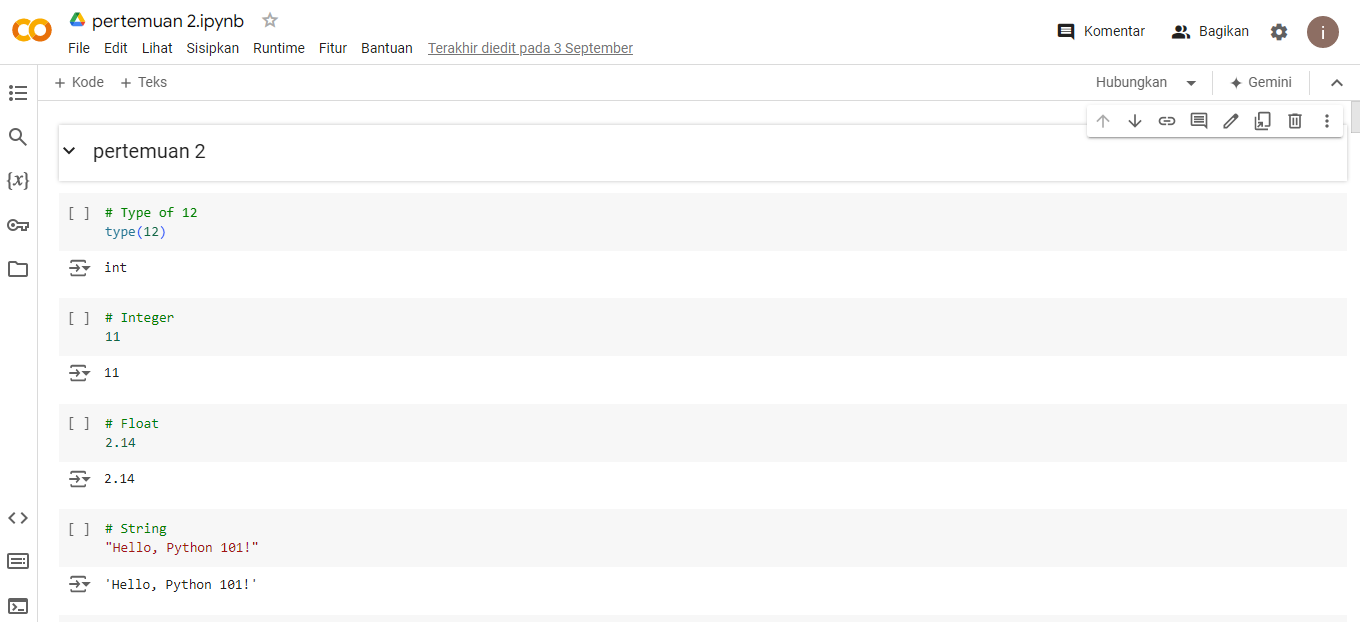 pertemuan 2.ipynb
File Edit Lihat Sisipkan Runtime Fitur Bantuan Terakhir diedit pada 3 September
Komentar Bagikan i
+ Kode + Teks
Hubungkan Gemini
pertemuan 2
{x}
[ ] # Type of 12
type(12)
int
[ ] # Integer
11
11
[ ] # Float
2.14
2.14
[ ] # String
"Hello, Python 101!"
'Hello, Python 101!'